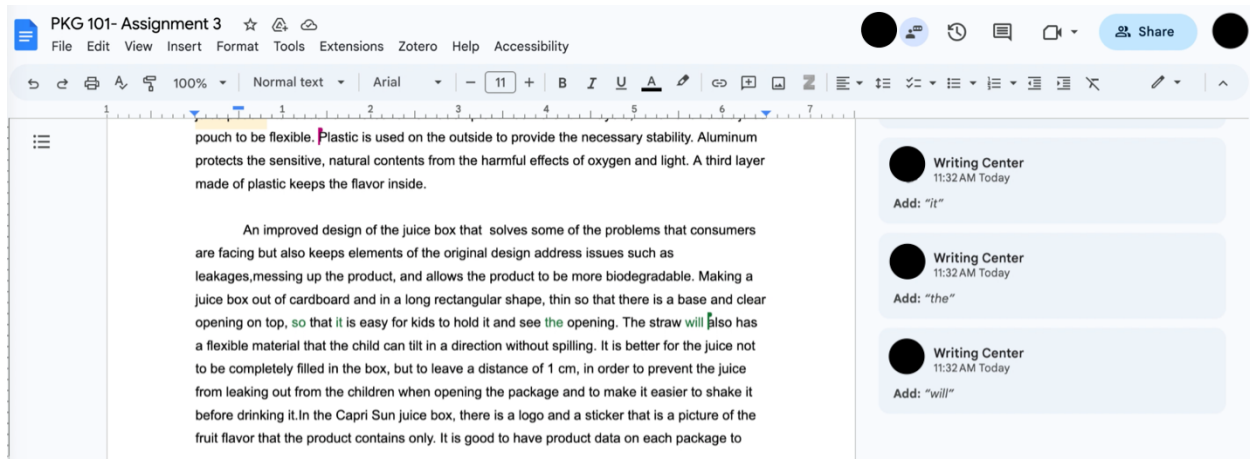 PKG 101- Assignment 3
File Edit View Insert Format Tools Extensions Zotero Help Accessibility
Share
100% Normal text Arial 11 B I U A
1 1 2 3 4 5 6 7
pouch to be flexible. Plastic is used on the outside to provide the necessary stability. Aluminum
protects the sensitive, natural contents from the harmful effects of oxygen and light. A third layer
made of plastic keeps the flavor inside.
An improved design of the juice box that  solves some of the problems that consumers
are facing but also keeps elements of the original design address issues such as
leakages,messing up the product, and allows the product to be more biodegradable. Making a
juice box out of cardboard and in a long rectangular shape, thin so that there is a base and clear
opening on top, so that it is easy for kids to hold it and see the opening. The straw will also has
a flexible material that the child can tilt in a direction without spilling. It is better for the juice not
to be completely filled in the box, but to leave a distance of 1 cm, in order to prevent the juice
from leaking out from the children when opening the package and to make it easier to shake it
before drinking it.In the Capri Sun juice box, there is a logo and a sticker that is a picture of the
fruit flavor that the product contains only. It is good to have product data on each package to
Writing Center
11:32 AM Today
Add: “it”
Writing Center
11:32 AM Today
Add: “the”
Writing Center
11:32 AM Today
Add: “will”